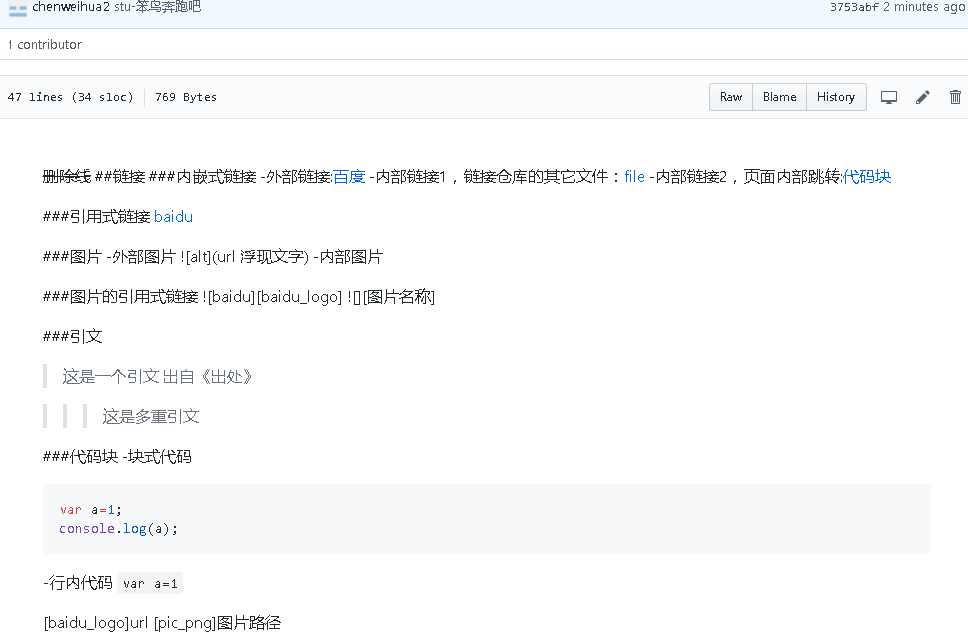 chenweihua2 stu-笨鸟奔跑吧 3753abf 2 minutes ago
1 contributor
47 lines (34 sloc) 769 Bytes Raw Blame History
删除线 ##链接 ###内嵌式链接 -外部链接:百度 -内部链接1，链接仓库的其它文件：file -内部链接2，页面内部跳转:代码块
###引用式链接 baidu
###图片 -外部图片 ![alt](url 浮现文字) -内部图片
###图片的引用式链接 ![baidu][baidu_logo] ![][图片名称]
###引文
这是一个引文 出自《出处》
这是多重引文
###代码块 -块式代码
var a=1;
console.log(a);
-行内代码 var a=1
[baidu_logo]url [pic_png]图片路径